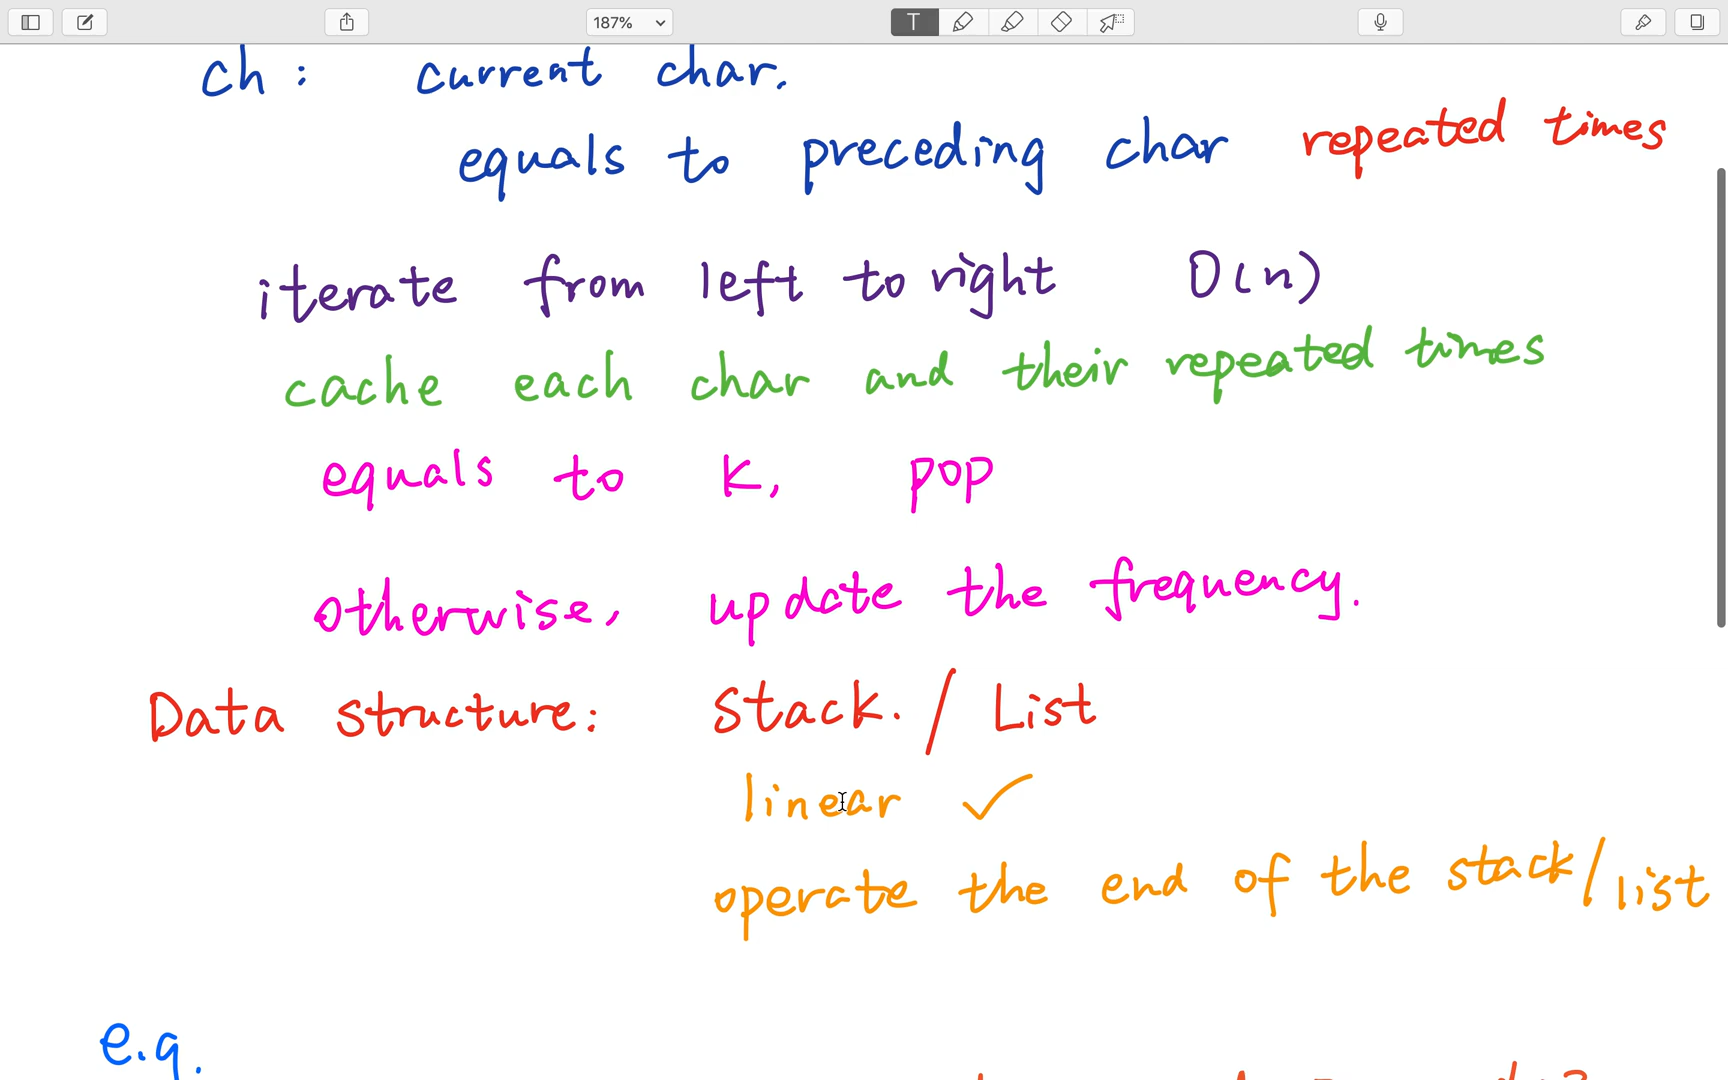 187%
T
ch : current char.
equals to preceding char repeated times
iterate from left to right O(n)
cache each char and their repeated times
equals to K, pop
otherwise, update the frequency.
Data structure: Stack. / List
linear ✓
operate the end of the stack/list
e.g.